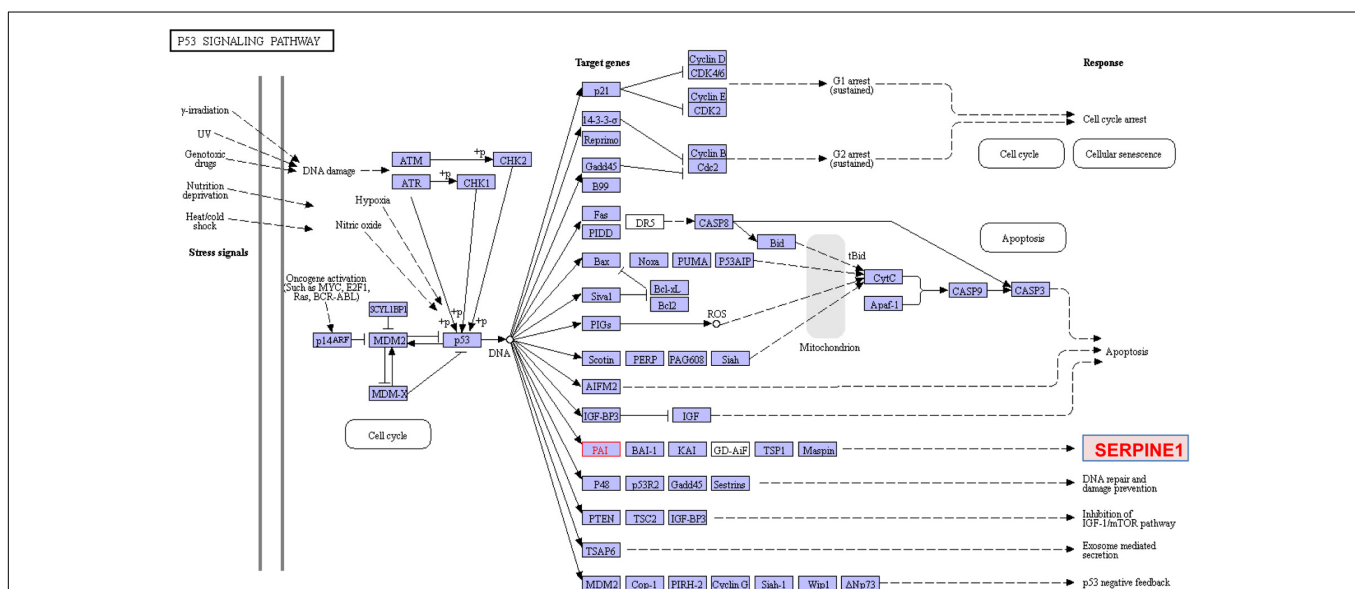 P53 SIGNALING PATHWAY
Target genes
Response
Cyclin D
CDK4/6
p21
G1 arrest
(sustained)
Cyclin E
CDK2
γ-irradiation
UV
Genotoxic
drugs
Nutrition
deprivation
Heat/cold
shock
Stress signals
DNA damage
ATM
+p
CHK2
ATR
+p
CHK1
Hypoxia
Nitric oxide
14-3-3-σ
Reprimo
Cyclin B
Cdc2
G2 arrest
(sustained)
Cell cycle arrest
Cell cycle
Cellular senescence
Gadd45
B99
Fas
PIDD
DR5
CASP8
Bid
tBid
Apoptosis
Bax
Noxa
PUMA
P53AIP
CytC
CASP9
CASP3
Siva1
Bcl-xL
Bcl2
Apaf-1
PIGs
ROS
Mitochondrion
Oncogene activation
(Such as MYC, E2F1,
Ras, BCR-ABL)
SCYL1BP1
+p
+p
+p
p14ARF
MDM2
p53
DNA
MDM-X
Cell cycle
Scotin
PERP
PAG608
Siah
Apoptosis
AIFM2
IGF-BP3
IGF
PAI
BAI-1
KAI
GD-AiF
TSP1
Maspin
SERPINE1
P48
p53R2
Gadd45
Sestrins
DNA repair and
damage prevention
PTEN
TSC2
IGF-BP3
Inhibition of
IGF-1/mTOR pathway
TSAP6
Exosome mediated
secretion
MDM2
Cop-1
PIRH-2
Cyclin G
Siah-1
Wip1
ΔNp73
p53 negative feedback